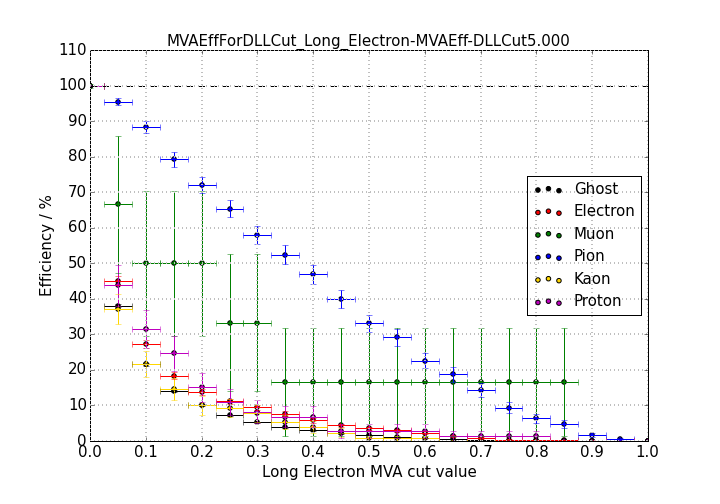 MVAEffForDLLCut_Long_Electron-MVAEff-DLLCut5.000
110
100
90
80
70
60
50
40
30
20
10
0
Efficiency / %
Ghost
Electron
Muon
Pion
Kaon
Proton
0.0 0.1 0.2 0.3 0.4 0.5 0.6 0.7 0.8 0.9 1.0
Long Electron MVA cut value